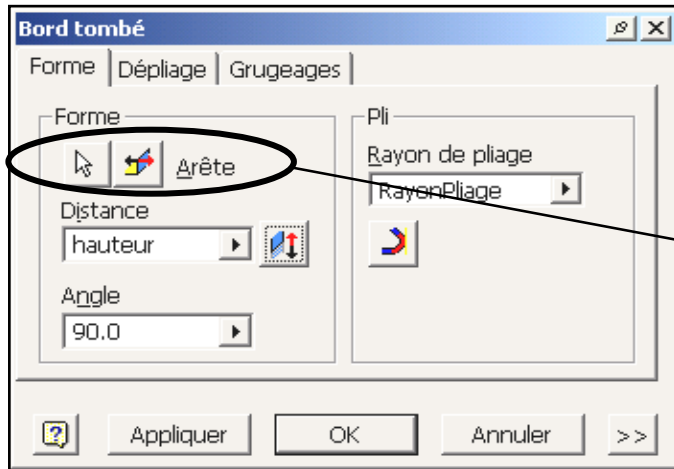 Bord tombé
Forme Dépliage Grugeages
Forme
Arête
Distance
hauteur
Angle
90.0
Pli
Rayon de pliage
RayonPliage
Appliquer OK Annuler >>